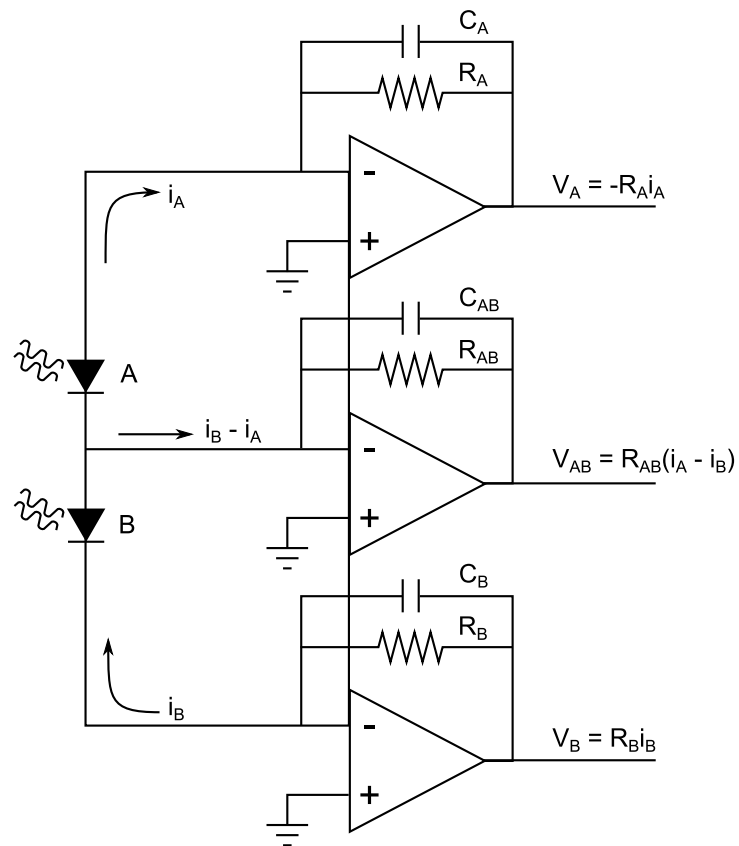 C_A
R_A
-
i_A
V_A = -R_Ai_A
+
C_AB
R_AB
A
i_B - i_A
-
V_AB = R_AB(i_A - i_B)
B
+
C_B
R_B
i_B
-
V_B = R_Bi_B
+